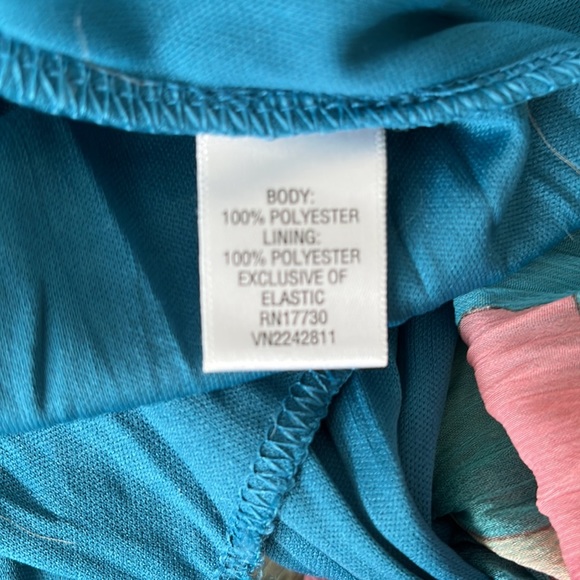 BODY:
100% POLYESTER
LINING:
100% POLYESTER
EXCLUSIVE OF
ELASTIC
RN17730
VN2242811